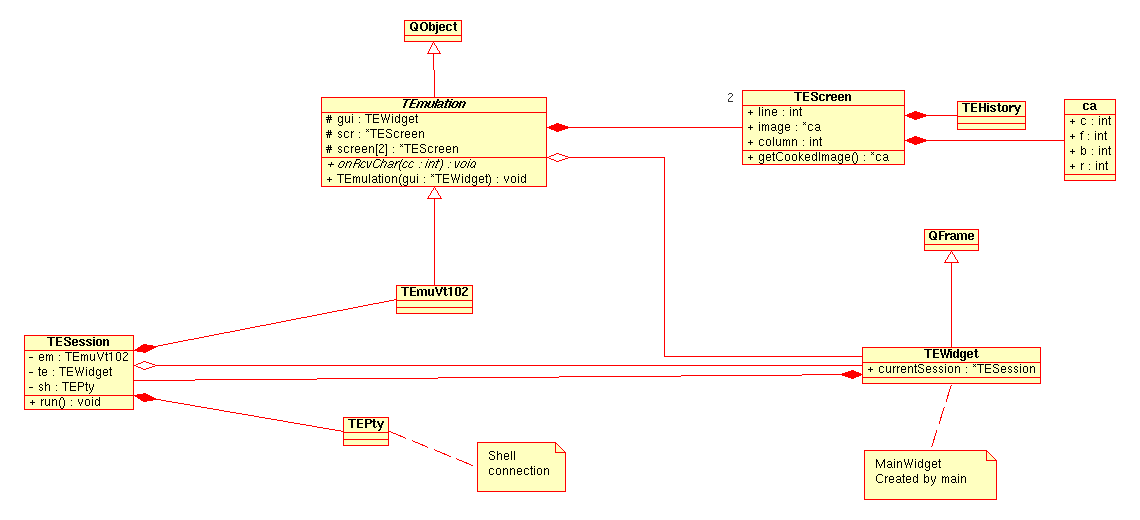 QObject
TEmulation
# gui : TEWidget
# scr : *TEScreen
# screen[2] : *TEScreen
+ onRcvChar(cc : int) : void
+ TEmulation(gui : *TEWidget) : void
2
TEScreen
+ line : int
+ image : *ca
+ column : int
+ getCookedImage() : *ca
TEHistory
ca
+ c : int
+ f : int
+ b : int
+ r : int
QFrame
TEmuVt102
TESession
- em : TEmuVt102
- te : TEWidget
- sh : TEPty
+ run() : void
TEWidget
+ currentSession : *TESession
TEPty
Shell
connection
MainWidget
Created by main